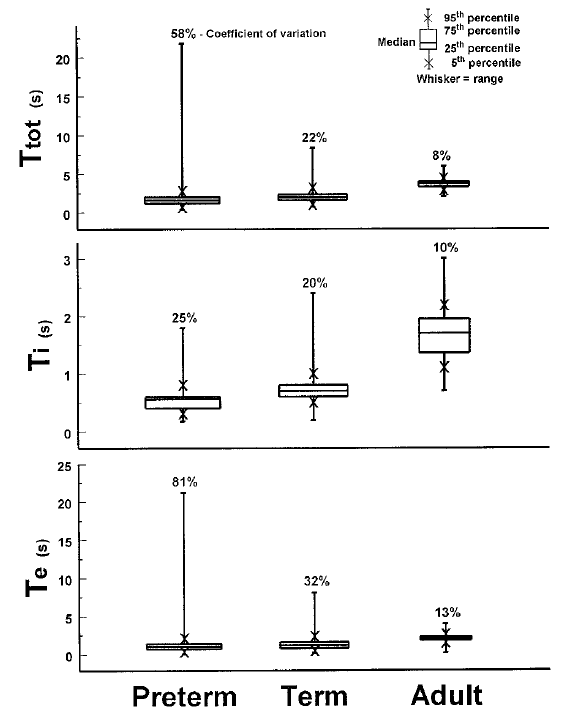 58% - Coefficient of variation
95th percentile
75th percentile
Median
25th percentile
5th percentile
Whisker = range
Ttot (s)
20
15
10
5
0
22%
8%
Ti (s)
3
2
1
0
25%
20%
10%
Te (s)
25
20
15
10
5
0
81%
32%
13%
Preterm Term Adult